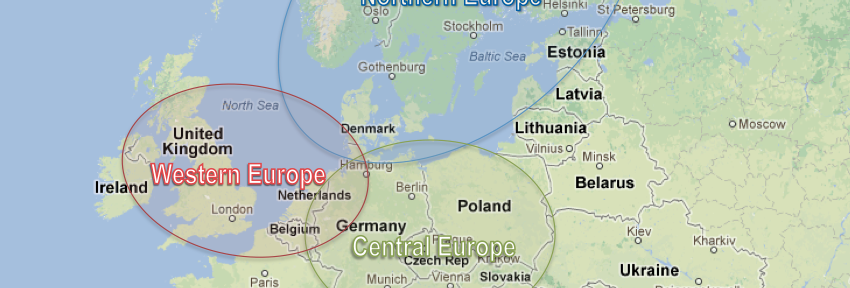 Northern Europe
Oslo
Helsinki
St Petersburg
Stockholm
Tallinn
Estonia
Baltic Sea
Gothenburg
Latvia
North Sea
Moscow
Denmark
Lithuania
United
Kingdom
Vilnius
Minsk
Hamburg
Western Europe
Ireland
Belarus
Berlin
Netherlands
Poland
London
Belgium
Germany
Kiev
Kharkiv
Central Europe
Czech Rep
Krakow
Ukraine
Paris
Munich
Vienna
Slovakia